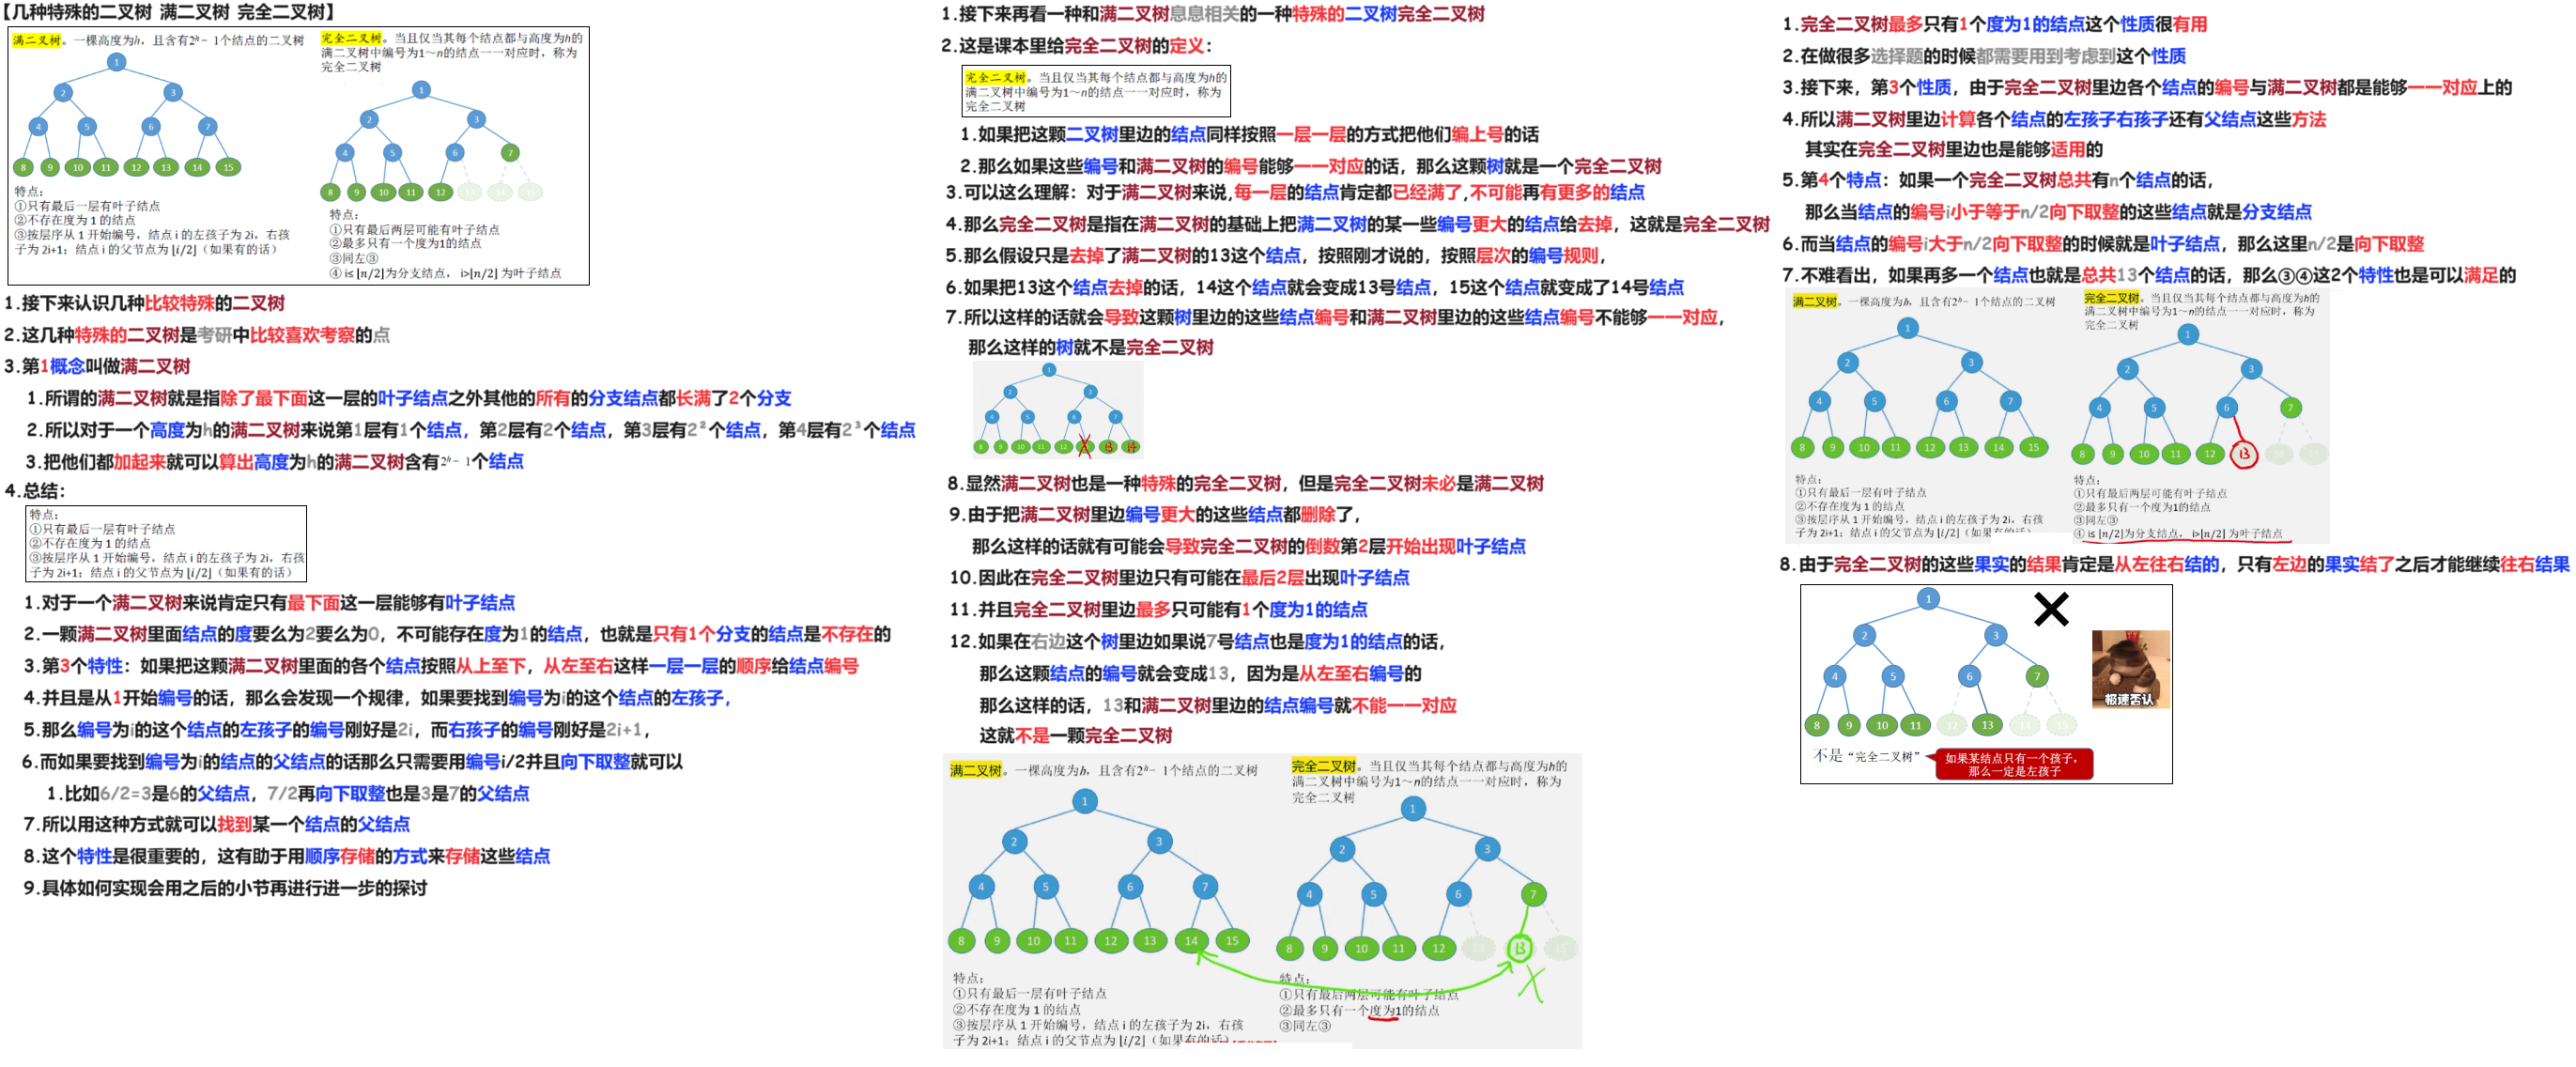 【几种特殊的二叉树 满二叉树 完全二叉树】
满二叉树。一棵高度为h，且含有2ʰ - 1个结点的二叉树
1
2
3
4
5
6
7
8
9
10
11
12
13
14
15
特点：
①只有最后一层有叶子结点
②不存在度为 1 的结点
③按层序从 1 开始编号，结点 i 的左孩子为 2i，右孩
子为 2i+1；结点 i 的父节点为 ⌊i/2⌋（如果有的话）
完全二叉树。当且仅当其每个结点都与高度为h的
满二叉树中编号为1～n的结点一一对应时，称为
完全二叉树
1
2
3
4
5
6
7
8
9
10
11
12
特点：
①只有最后两层可能有叶子结点
②最多只有一个度为1的结点
③同左③
④ i≤ ⌊n/2⌋为分支结点， i>⌊n/2⌋ 为叶子结点
1.接下来认识几种比较特殊的二叉树
2.这几种特殊的二叉树是考研中比较喜欢考察的点
3.第1概念叫做满二叉树
1.所谓的满二叉树就是指除了最下面这一层的叶子结点之外其他的所有的分支结点都长满了2个分支
2.所以对于一个高度为h的满二叉树来说第1层有1个结点，第2层有2个结点，第3层有2²个结点，第4层有2³个结点
3.把他们都加起来就可以算出高度为h的满二叉树含有2ʰ - 1个结点
4.总结：
特点：
①只有最后一层有叶子结点
②不存在度为 1 的结点
③按层序从 1 开始编号，结点 i 的左孩子为 2i，右孩
子为 2i+1；结点 i 的父节点为 ⌊i/2⌋（如果有的话）
1.对于一个满二叉树来说肯定只有最下面这一层能够有叶子结点
2.一颗满二叉树里面结点的度要么为2要么为0，不可能存在度为1的结点，也就是只有1个分支的结点是不存在的
3.第3个特性：如果把这颗满二叉树里面的各个结点按照从上至下，从左至右这样一层一层的顺序给结点编号
4.并且是从1开始编号的话，那么会发现一个规律，如果要找到编号为i的这个结点的左孩子，
5.那么编号为i的这个结点的左孩子的编号刚好是2i，而右孩子的编号刚好是2i+1，
6.而如果要找到编号为i的结点的父结点的话那么只需要用编号i/2并且向下取整就可以
1.比如6/2=3是6的父结点，7/2再向下取整也是3是7的父结点
7.所以用这种方式就可以找到某一个结点的父结点
8.这个特性是很重要的，这有助于用顺序存储的方式来存储这些结点
9.具体如何实现会用之后的小节再进行进一步的探讨
1.接下来再看一种和满二叉树息息相关的一种特殊的二叉树完全二叉树
2.这是课本里给完全二叉树的定义：
完全二叉树。当且仅当其每个结点都与高度为h的
满二叉树中编号为1～n的结点一一对应时，称为
完全二叉树
1.如果把这颗二叉树里边的结点同样按照一层一层的方式把他们编上号的话
2.那么如果这些编号和满二叉树的编号能够一一对应的话，那么这颗树就是一个完全二叉树
3.可以这么理解：对于满二叉树来说,每一层的结点肯定都已经满了,不可能再有更多的结点
4.那么完全二叉树是指在满二叉树的基础上把满二叉树的某一些编号更大的结点给去掉，这就是完全二叉树
5.那么假设只是去掉了满二叉树的13这个结点，按照刚才说的，按照层次的编号规则，
6.如果把13这个结点去掉的话，14这个结点就会变成13号结点，15这个结点就变成了14号结点
7.所以这样的话就会导致这颗树里边的这些结点编号和满二叉树里边的这些结点编号不能够一一对应，
那么这样的树就不是完全二叉树
1
2
3
4
5
6
7
8
9
10
11
12
13
14
8.显然满二叉树也是一种特殊的完全二叉树，但是完全二叉树未必是满二叉树
9.由于把满二叉树里边编号更大的这些结点都删除了，
那么这样的话就有可能会导致完全二叉树的倒数第2层开始出现叶子结点
10.因此在完全二叉树里边只有可能在最后2层出现叶子结点
11.并且完全二叉树里边最多只可能有1个度为1的结点
12.如果在右边这个树里边如果说7号结点也是度为1的结点的话，
那么这颗结点的编号就会变成13，因为是从左至右编号的
那么这样的话，13和满二叉树里边的结点编号就不能一一对应
这就不是一颗完全二叉树
满二叉树。一棵高度为h，且含有2ʰ - 1个结点的二叉树
1
2
3
4
5
6
7
8
9
10
11
12
13
14
15
特点：
①只有最后一层有叶子结点
②不存在度为 1 的结点
③按层序从 1 开始编号，结点 i 的左孩子为 2i，右孩
子为 2i+1；结点 i 的父节点为 ⌊i/2⌋（如果有的话）
完全二叉树。当且仅当其每个结点都与高度为h的
满二叉树中编号为1～n的结点一一对应时，称为
完全二叉树
1
2
3
4
5
6
7
8
9
10
11
12
13
特点：
①只有最后两层可能有叶子结点
②最多只有一个度为1的结点
③同左③
1.完全二叉树最多只有1个度为1的结点这个性质很有用
2.在做很多选择题的时候都需要用到考虑到这个性质
3.接下来，第3个性质，由于完全二叉树里边各个结点的编号与满二叉树都是能够一一对应上的
4.所以满二叉树里边计算各个结点的左孩子右孩子还有父结点这些方法
其实在完全二叉树里边也是能够适用的
5.第4个特点：如果一个完全二叉树总共有n个结点的话，
那么当结点的编号i小于等于n/2向下取整的这些结点就是分支结点
6.而当结点的编号i大于n/2向下取整的时候就是叶子结点，那么这里n/2是向下取整
7.不难看出，如果再多一个结点也就是总共13个结点的话，那么③④这2个特性也是可以满足的
满二叉树。一棵高度为h，且含有2ʰ - 1个结点的二叉树
1
2
3
4
5
6
7
8
9
10
11
12
13
14
15
特点：
①只有最后一层有叶子结点
②不存在度为 1 的结点
③按层序从 1 开始编号，结点 i 的左孩子为 2i，右孩
子为 2i+1；结点 i 的父节点为 ⌊i/2⌋（如果有的话）
完全二叉树。当且仅当其每个结点都与高度为h的
满二叉树中编号为1～n的结点一一对应时，称为
完全二叉树
1
2
3
4
5
6
7
8
9
10
11
12
13
特点：
①只有最后两层可能有叶子结点
②最多只有一个度为1的结点
③同左③
④ i≤ ⌊n/2⌋为分支结点， i>⌊n/2⌋ 为叶子结点
8.由于完全二叉树的这些果实的结果肯定是从左往右结的，只有左边的果实结了之后才能继续往右结果
1
2
3
4
5
6
7
8
9
10
11
12
13
14
15
极速否认
不是“完全二叉树”
如果某结点只有一个孩子，
那么一定是左孩子